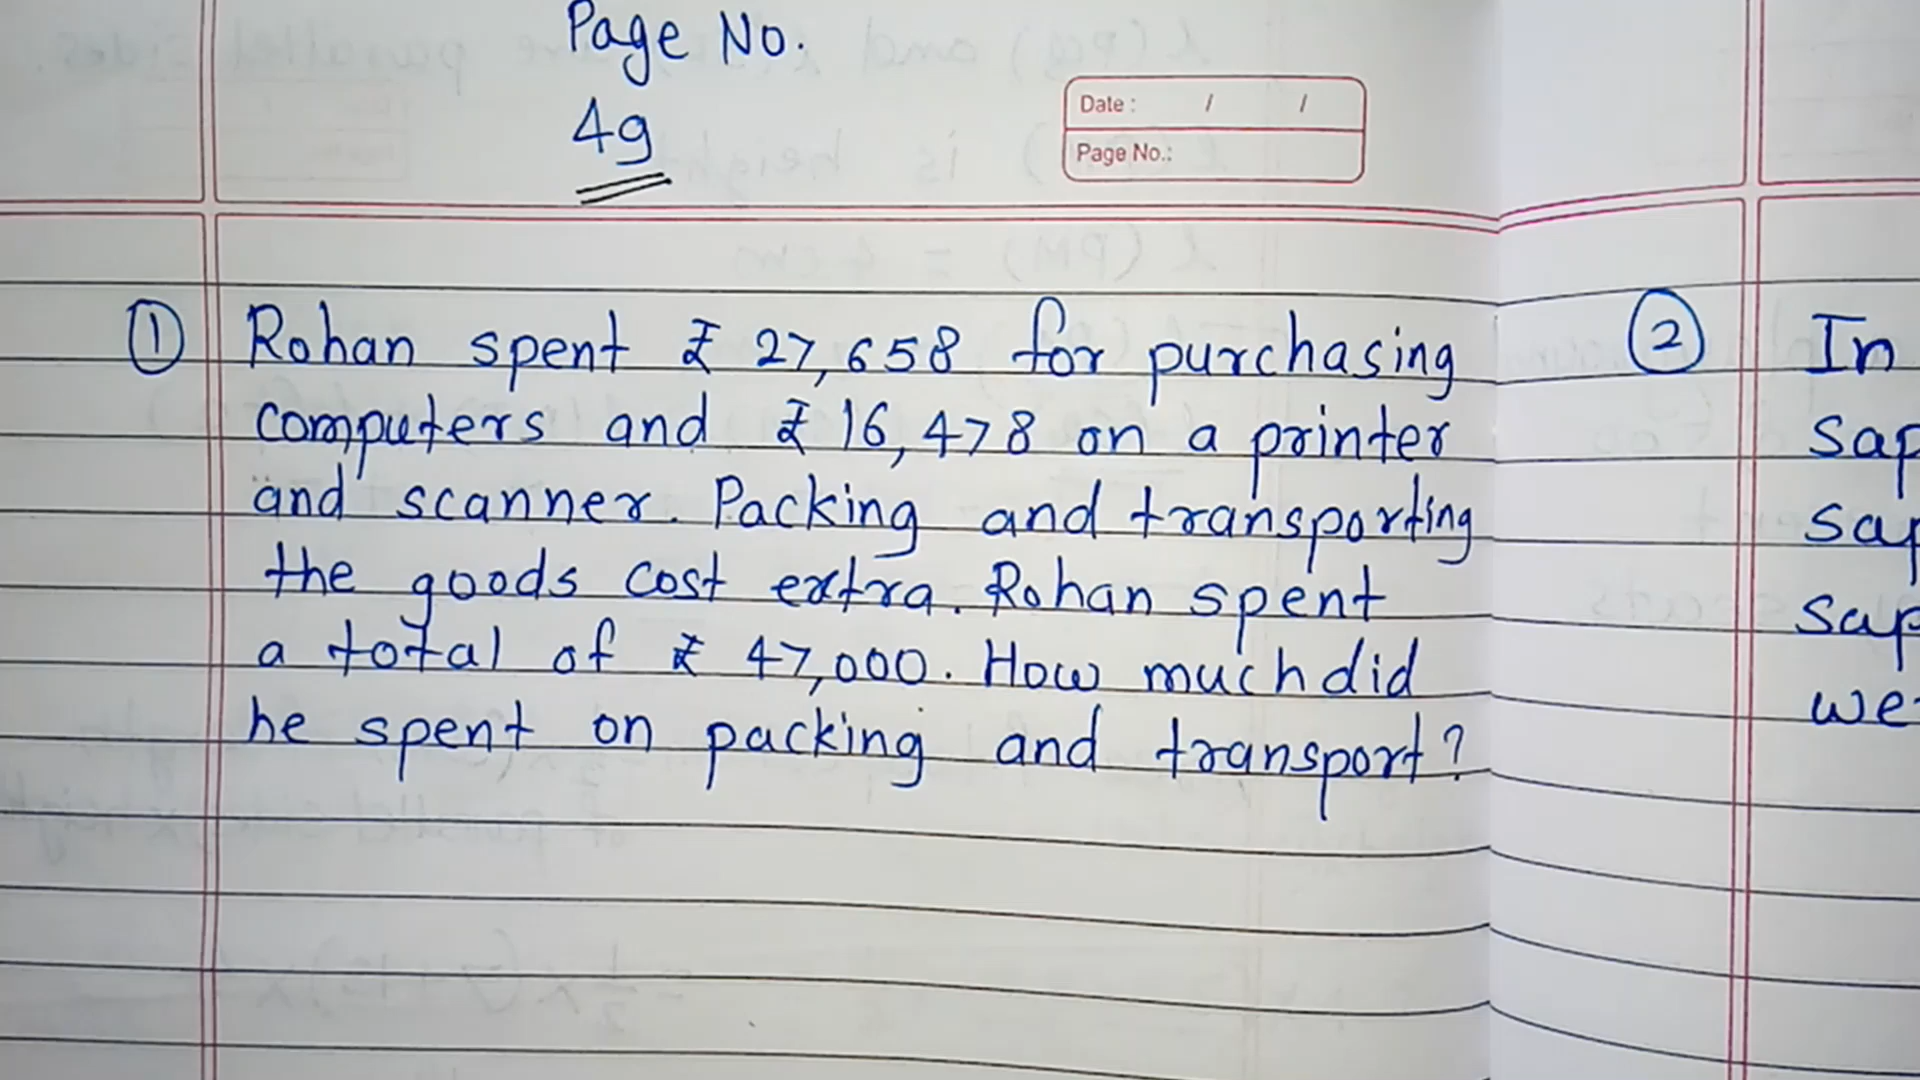 Page No.
49
Date : / /
Page No.:
① Rohan spent ₹ 27,658 for purchasing
computers and ₹ 16,478 on a printer
and scanner. Packing and transporting
the goods cost extra. Rohan spent
a total of ₹ 47,000. How much did
he spent on packing and transport?
② In